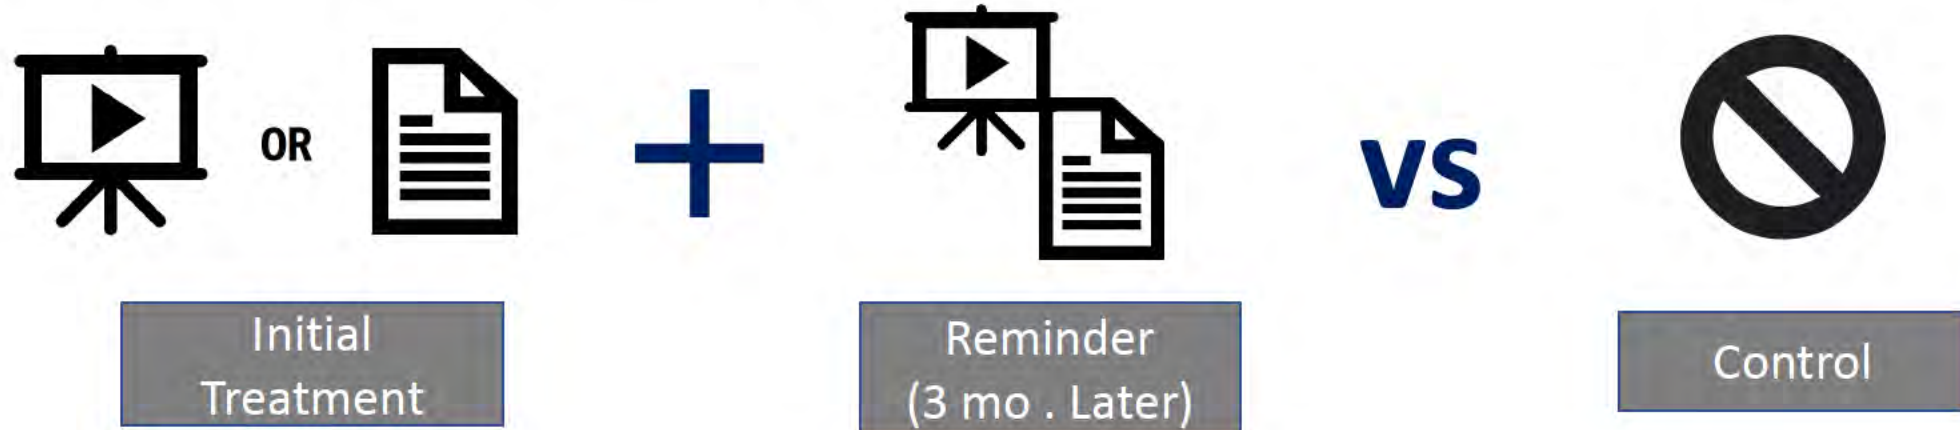 OR
VS
Initial
Treatment
Reminder
(3 mo . Later)
Control